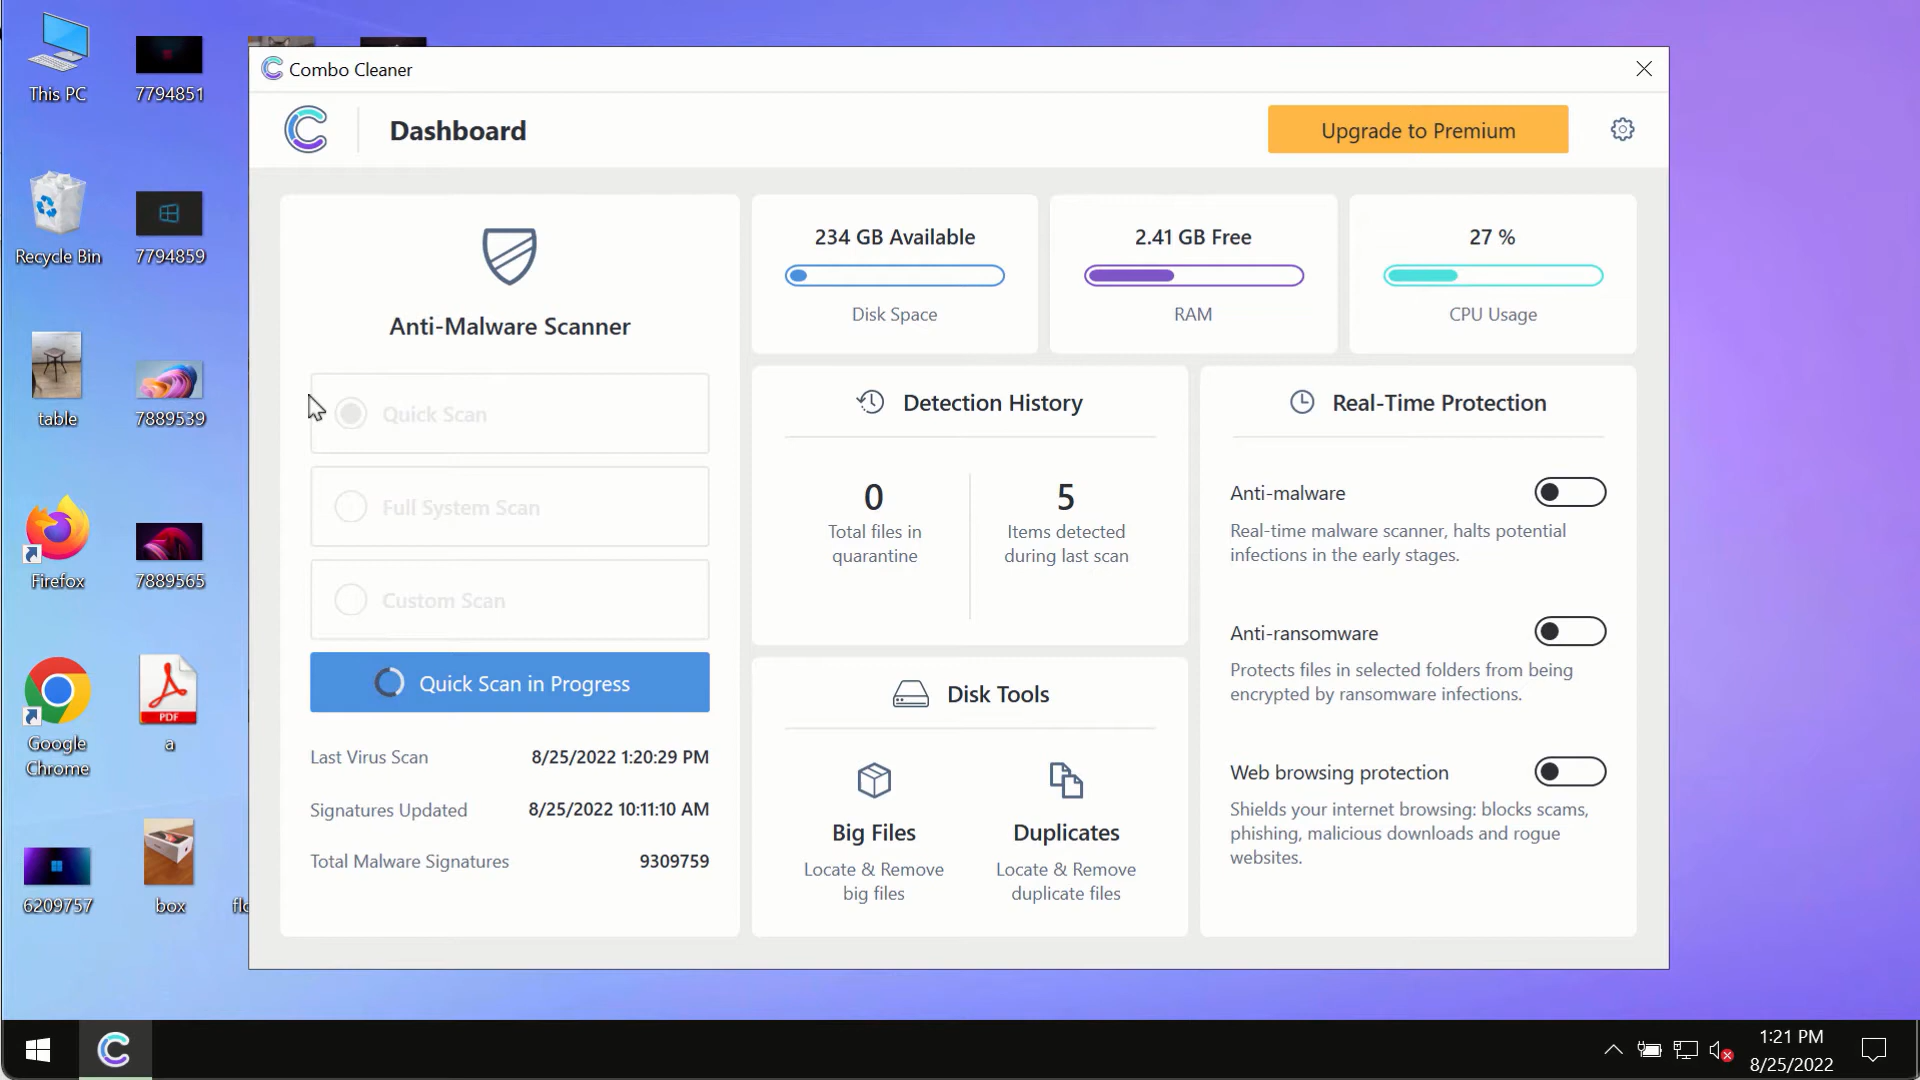 This PC
7794851
Recycle Bin
7794859
table
7889539
Firefox
7889565
Google
Chrome
PDF
a
6209757
box
Combo Cleaner
Dashboard
Upgrade to Premium
Anti-Malware Scanner
Quick Scan
Full System Scan
Custom Scan
Quick Scan in Progress
Last Virus Scan 8/25/2022 1:20:29 PM
Signatures Updated 8/25/2022 10:11:10 AM
Total Malware Signatures 9309759
234 GB Available
Disk Space
2.41 GB Free
RAM
27 %
CPU Usage
Detection History
0
Total files in
quarantine
5
Items detected
during last scan
Disk Tools
Big Files
Locate & Remove
big files
Duplicates
Locate & Remove
duplicate files
Real-Time Protection
Anti-malware
Real-time malware scanner, halts potential
infections in the early stages.
Anti-ransomware
Protects files in selected folders from being
encrypted by ransomware infections.
Web browsing protection
Shields your internet browsing: blocks scams,
phishing, malicious downloads and rogue
websites.
1:21 PM
8/25/2022